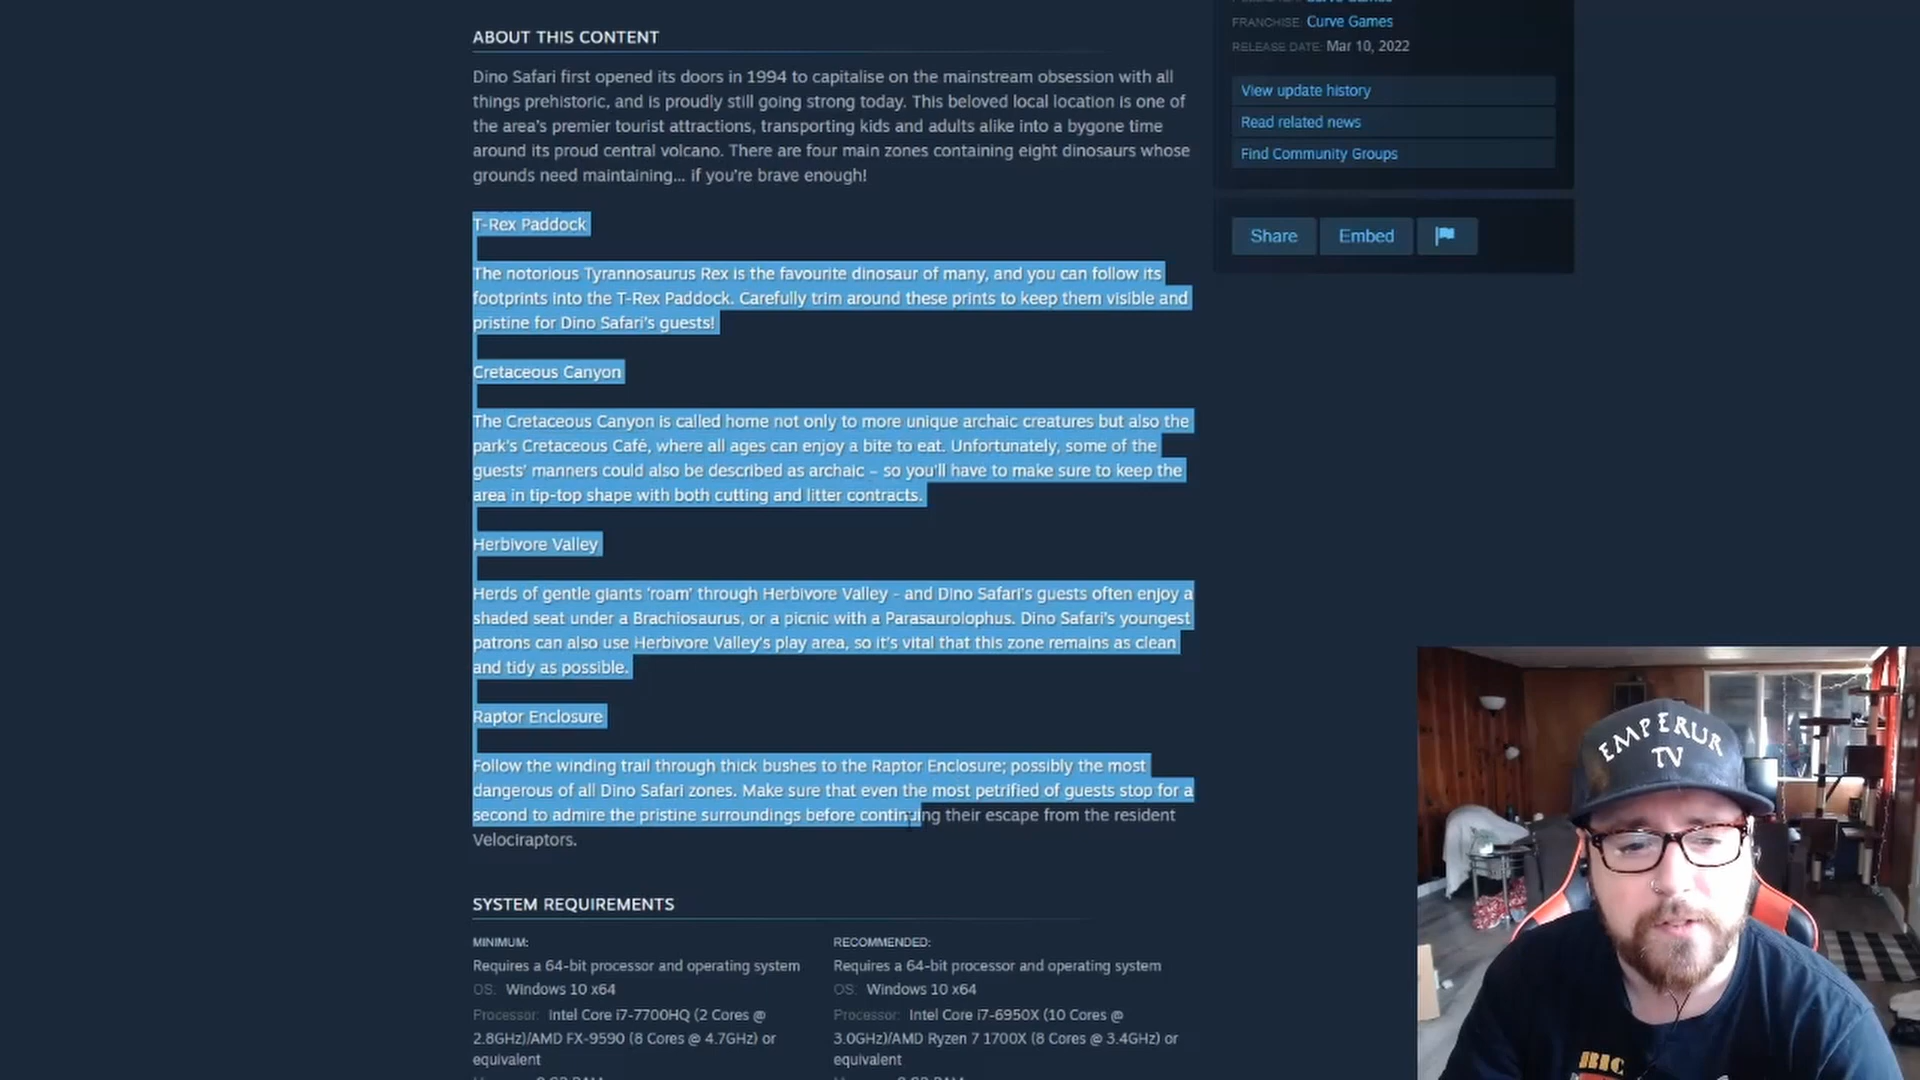 ABOUT THIS CONTENT
Dino Safari first opened its doors in 1994 to capitalise on the mainstream obsession with all
things prehistoric, and is proudly still going strong today. This beloved local location is one of
the area's premier tourist attractions, transporting kids and adults alike into a bygone time
around its proud central volcano. There are four main zones containing eight dinosaurs whose
grounds need maintaining... if you're brave enough!
T-Rex Paddock
The notorious Tyrannosaurus Rex is the favourite dinosaur of many, and you can follow its
footprints into the T-Rex Paddock. Carefully trim around these prints to keep them visible and
pristine for Dino Safari's guests!
Cretaceous Canyon
The Cretaceous Canyon is called home not only to more unique archaic creatures but also the
park's Cretaceous Café, where all ages can enjoy a bite to eat. Unfortunately, some of the
guests' manners could also be described as archaic – so you'll have to make sure to keep the
area in tip-top shape with both cutting and litter contracts.
Herbivore Valley
Herds of gentle giants 'roam' through Herbivore Valley - and Dino Safari's guests often enjoy a
shaded seat under a Brachiosaurus, or a picnic with a Parasaurolophus. Dino Safari's youngest
patrons can also use Herbivore Valley's play area, so it's vital that this zone remains as clean
and tidy as possible.
Raptor Enclosure
Follow the winding trail through thick bushes to the Raptor Enclosure; possibly the most
dangerous of all Dino Safari zones. Make sure that even the most petrified of guests stop for a
second to admire the pristine surroundings before continuing their escape from the resident
Velociraptors.
SYSTEM REQUIREMENTS
MINIMUM:
Requires a 64-bit processor and operating system
OS: Windows 10 x64
Processor: Intel Core i7-7700HQ (2 Cores @
2.8GHz)/AMD FX-9590 (8 Cores @ 4.7GHz) or
equivalent
RECOMMENDED:
Requires a 64-bit processor and operating system
OS: Windows 10 x64
Processor: Intel Core i7-6950X (10 Cores @
3.0GHz)/AMD Ryzen 7 1700X (8 Cores @ 3.4GHz) or
equivalent
FRANCHISE: Curve Games
RELEASE DATE: Mar 10, 2022
View update history
Read related news
Find Community Groups
Share
Embed
EMPERUR
TV
BIG